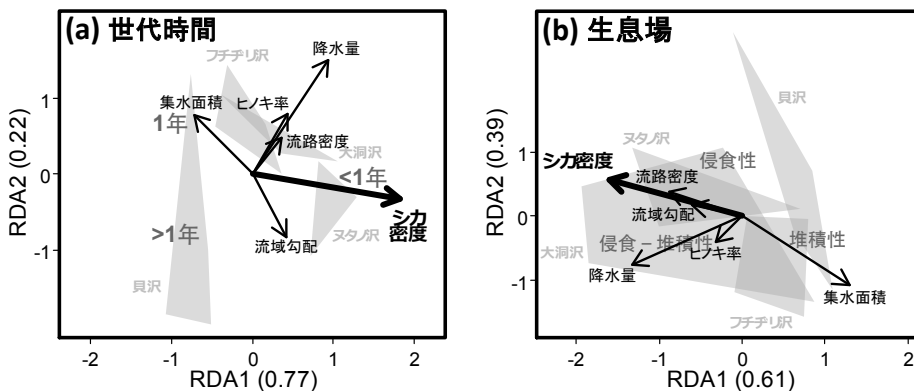 (a) 世代時間
フチヂリ沢
降水量
集水面積
ヒノキ率
1年
流路密度
大洞沢
<1年
シカ
密度
>1年
流域勾配
ヌタノ沢
貝沢
RDA2 (0.22)
1
0
-1
-2
-1
0
1
2
RDA1 (0.77)
(b) 生息場
貝沢
ヌタノ沢
シカ密度
侵食性
流路密度
流域勾配
大洞沢
侵食－堆積性
ヒノキ率
堆積性
降水量
集水面積
フチヂリ沢
RDA2 (0.39)
1
0
-1
-2
-1
0
1
2
RDA1 (0.61)